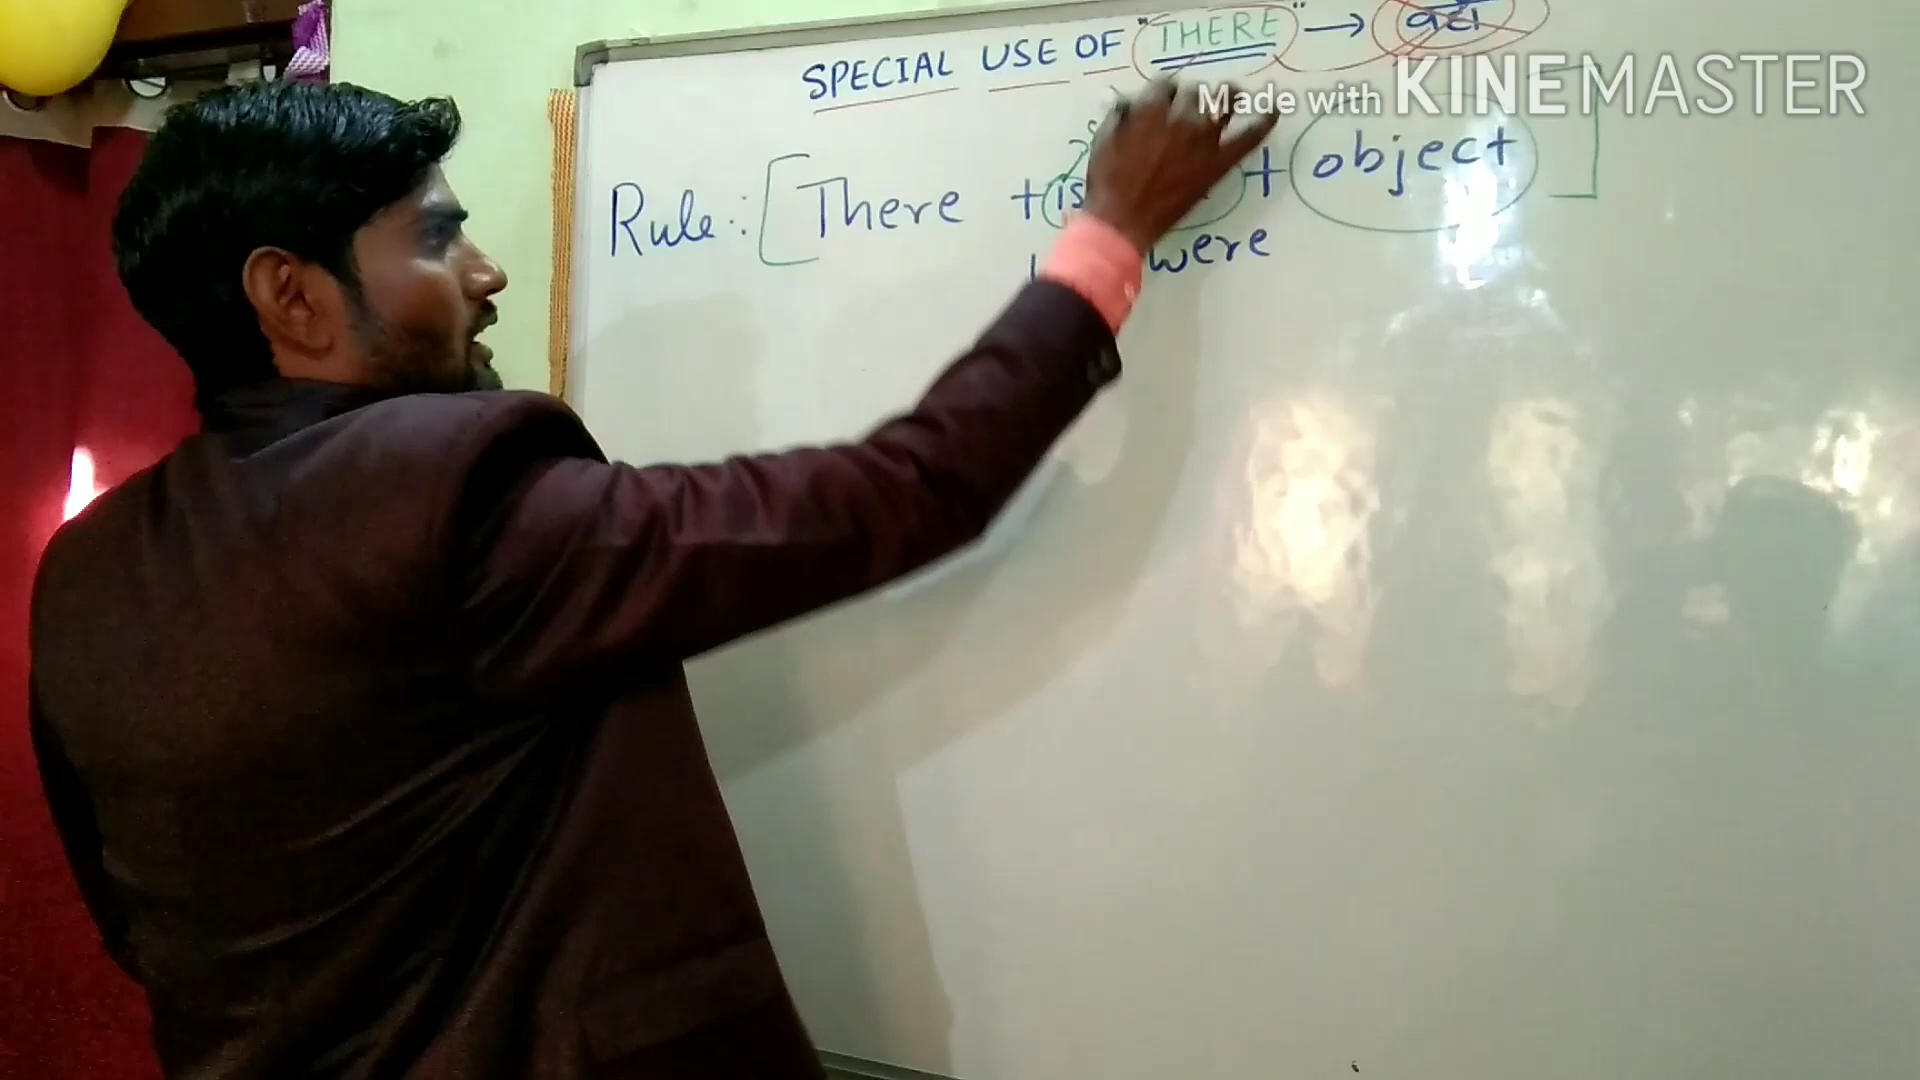 SPECIAL USE OF "THERE" → वहाँ
Made with KINEMASTER
Rule: [There + is + object]
were